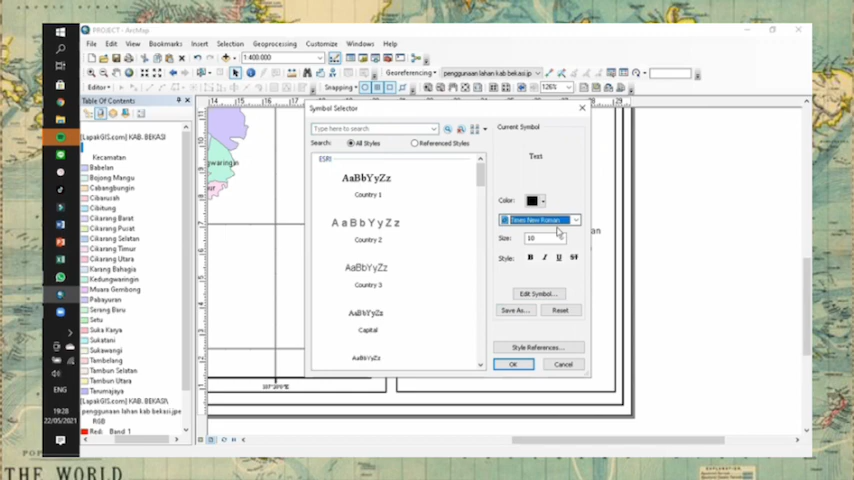 PROJECT - ArcMap
File Edit View Bookmarks Insert Selection Geoprocessing Customize Windows Help
1:400.000
Editor Snapping Georeferencing penggunaan lahan kab bekasi.jp
126%
Table Of Contents
[LapakGIS.com] KAB. BEKASI
Kecamatan
Babelan
Bojong Mangu
Cabangbungin
Cibarusah
Cibitung
Cikarang Barat
Cikarang Selatan
Cikarang Timur
Cikarang Utara
Karang Bahagia
Kedungwaringin
Muara Gembong
Pabayuran
Serang Baru
Setu
Suka Karya
Sukatani
Sukawangi
Tambelang
Tambun Selatan
Tambun Utara
Tarumajaya
[LapakGIS.com] KAB. BEKASI\
penggunaan lahan kab bekasi.jpe
RGB
Red: Band_1
ENG
19:28
22/05/2021
Symbol Selector
Type here to search
Search: All Styles Referenced Styles
ESRI
AaBbYyZz
Country 1
AaBbYyZz
Country 2
AaBbYyZz
Country 3
AaBbYyZz
Capital
AaBbYyZz
Current Symbol
Text
Color:
Times New Roman
Size: 10
Style: B I U
Edit Symbol...
Save As... Reset
Style References...
OK Cancel
THE WORLD